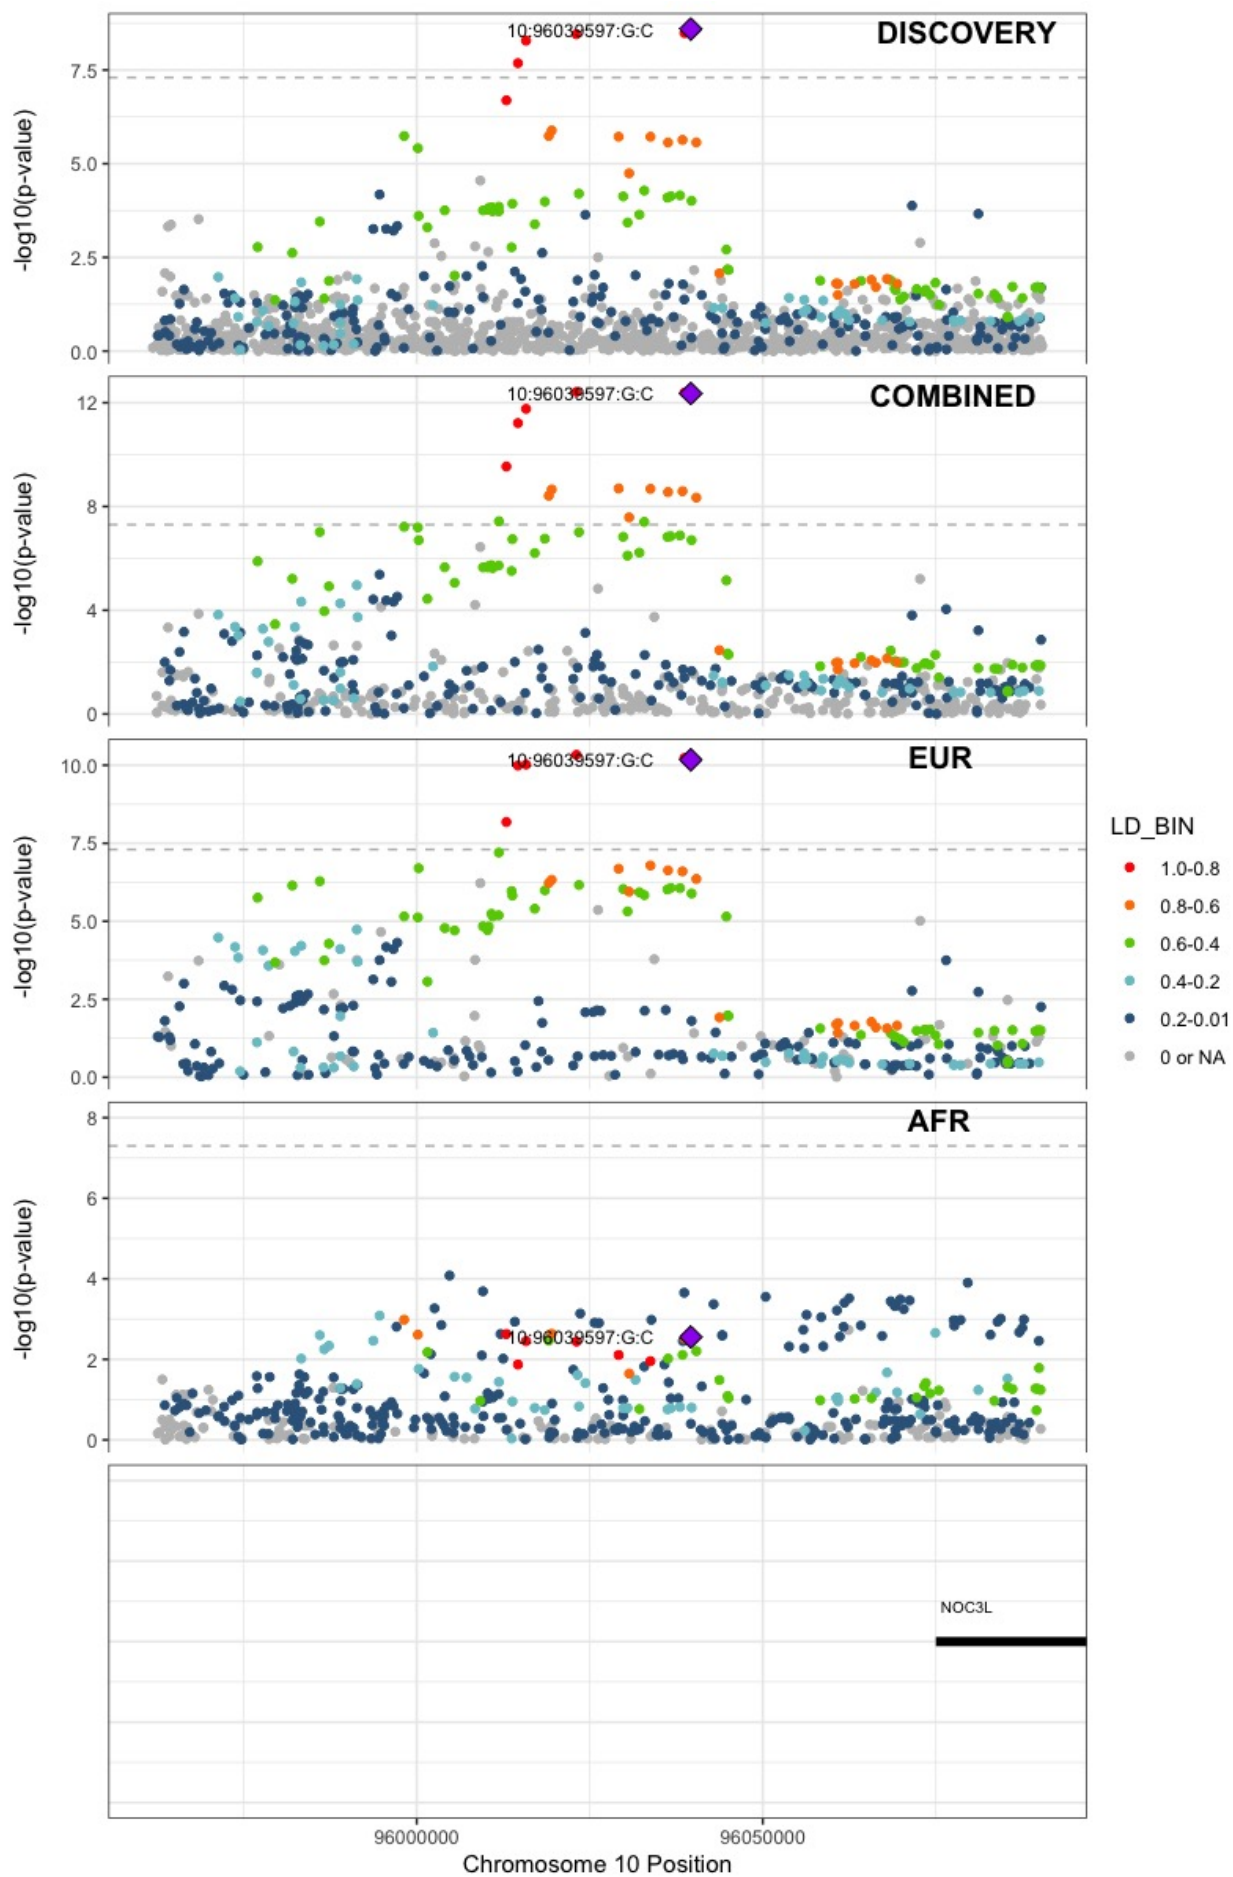 10:96039597:G:C
DISCOVERY
7.5
5.0
2.5
0.0
-log10(p-value)
10:96039597:G:C
COMBINED
12
8
4
0
-log10(p-value)
10:96039597:G:C
EUR
10.0
7.5
5.0
2.5
0.0
-log10(p-value)
LD_BIN
1.0-0.8
0.8-0.6
0.6-0.4
0.4-0.2
0.2-0.01
0 or NA
AFR
8
6
4
2
0
-log10(p-value)
10:96039597:G:C
NOC3L
96000000
96050000
Chromosome 10 Position